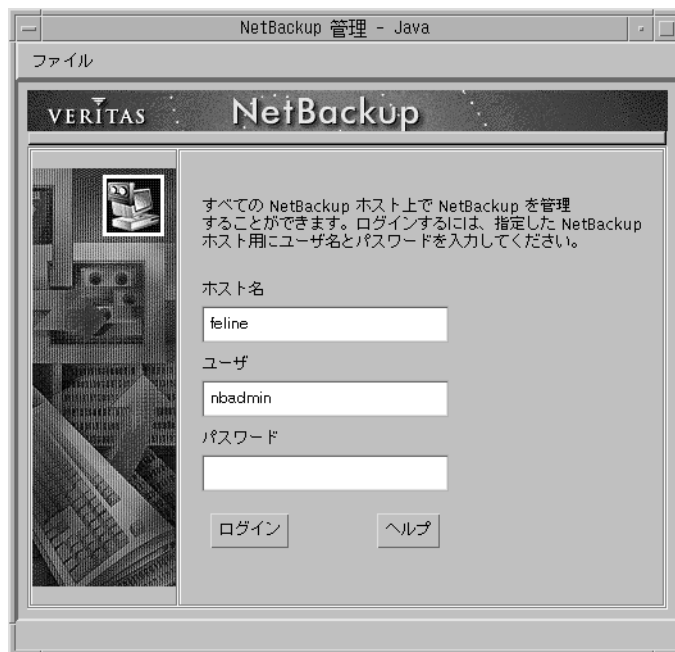 NetBackup 管理 - Java
ファイル
VERITAS NetBackup
すべての NetBackup ホスト上で NetBackup を管理
することができます。ログインするには、指定した NetBackup
ホスト用にユーザ名とパスワードを入力してください。
ホスト名
feline
ユーザ
nbadmin
パスワード
ログイン ヘルプ